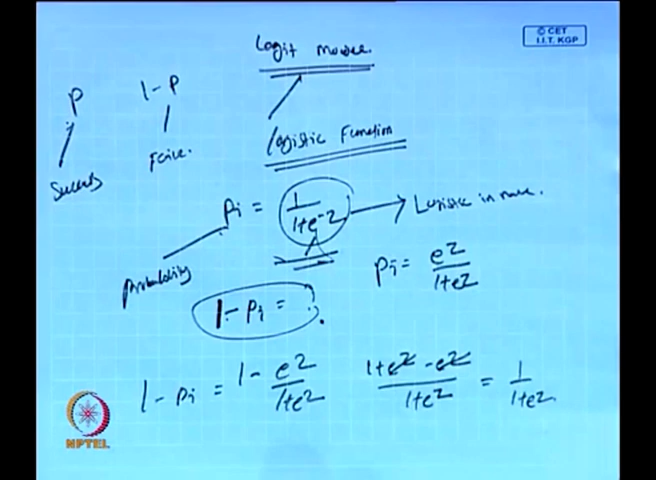 Logit Model.
© CET
I.I.T. KGP
P 1 - P
Success
Logistic Function
Pi = 1/1+e^-z → Logistic in nature.
Probability
Pi = e^z/1+e^z
1 - Pi = .
1 - Pi = 1 - e^z/1+e^z 1+e^z - e^z/1+e^z = 1/1+e^z.
NPTEL